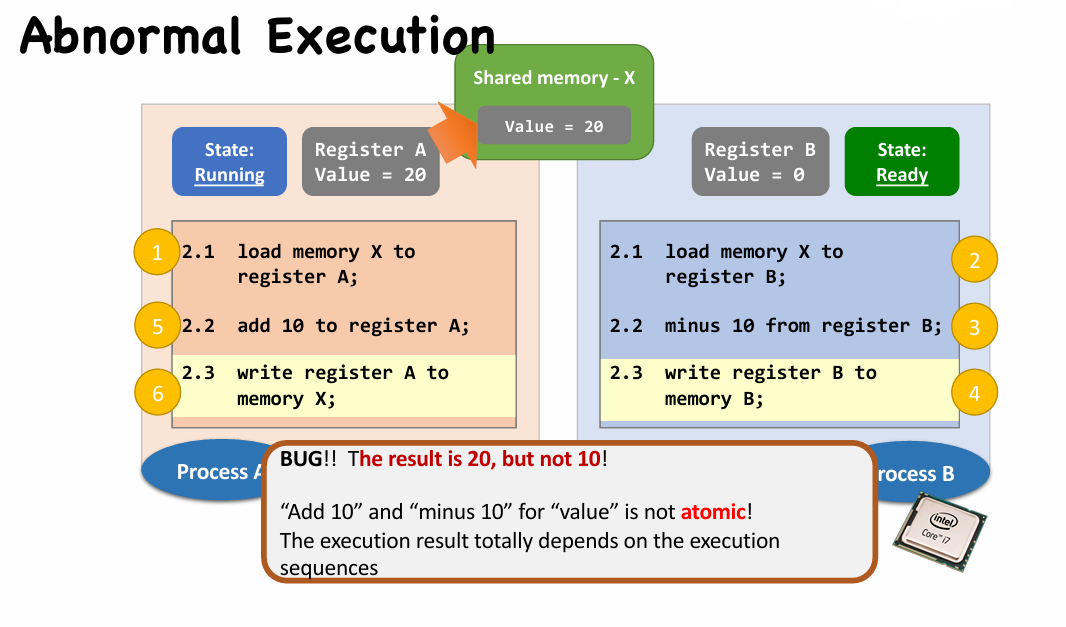 Abnormal Execution
Shared memory - X
Value = 20
State:
Running
Register A
Value = 20
Register B
Value = 0
State:
Ready
1
2.1 load memory X to
register A;
5
2.2 add 10 to register A;
6
2.3 write register A to
memory X;
2.1 load memory X to
register B;
2
2.2 minus 10 from register B;
3
2.3 write register B to
memory B;
4
Process A
rocess B
BUG!! The result is 20, but not 10!
“Add 10” and “minus 10” for “value” is not atomic!
The execution result totally depends on the execution
sequences
intel
Core™ i7